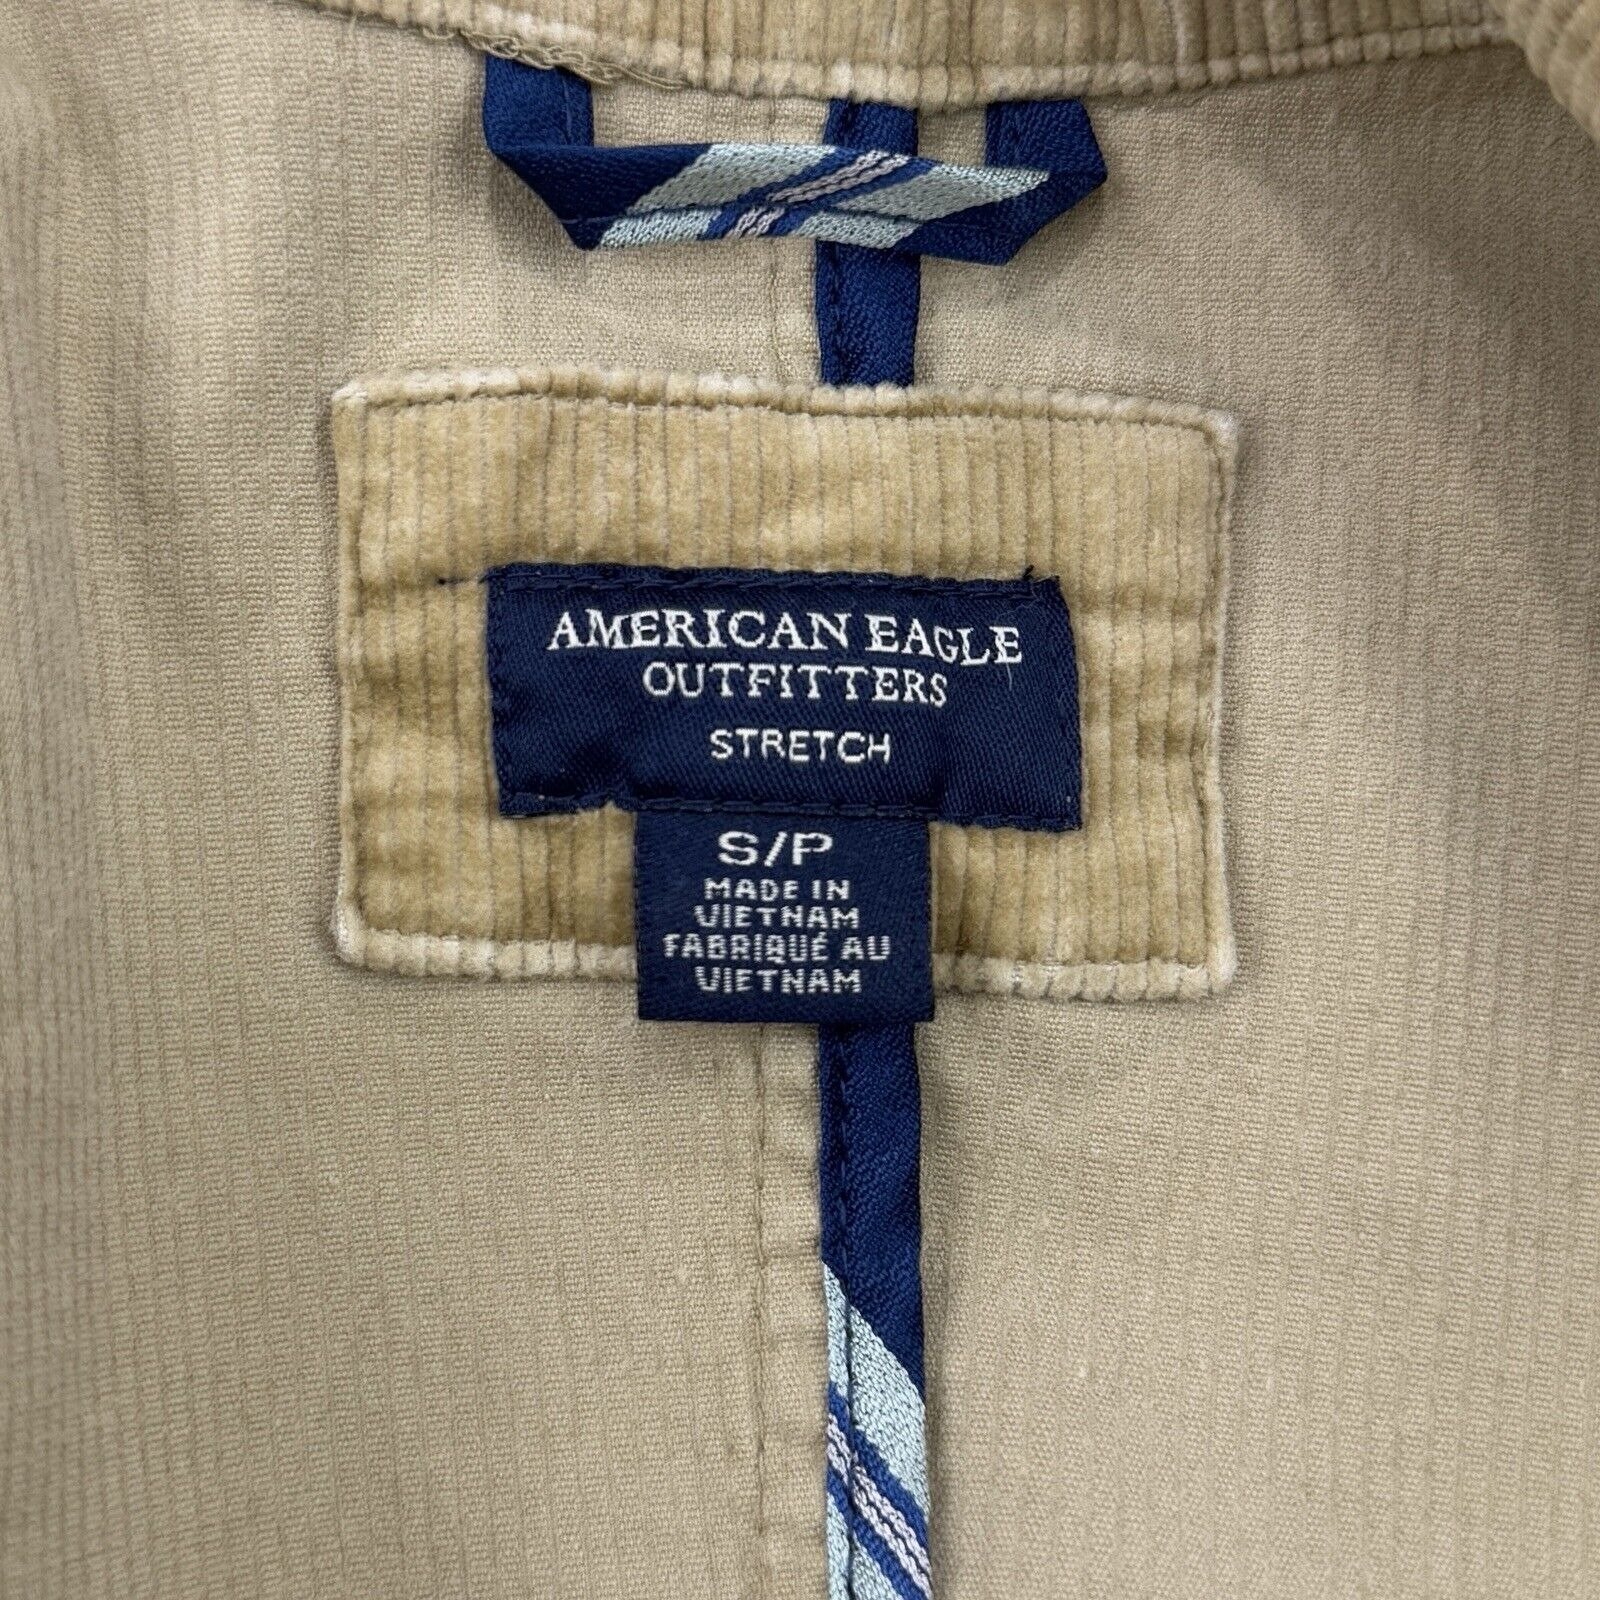 AMERICAN EAGLE
OUTFITTERS
STRETCH
S/P
MADE IN
VIETNAM
FABRIQUÉ AU
VIETNAM